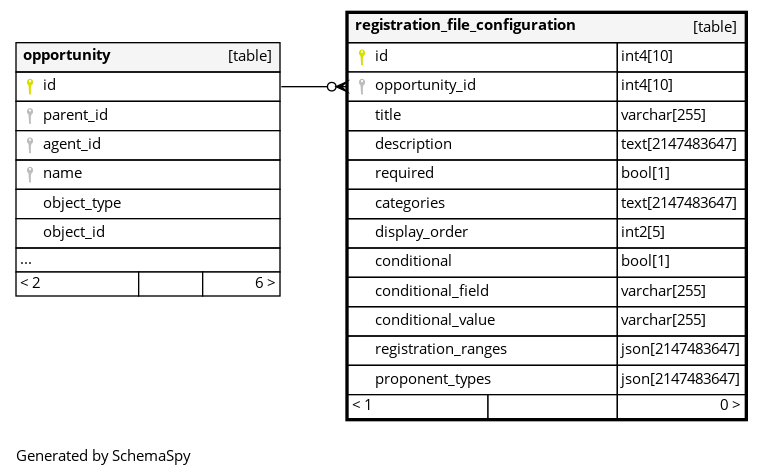 opportunity [table]
id
parent_id
agent_id
name
object_type
object_id
...
< 2 6 >
registration_file_configuration [table]
id int4[10]
opportunity_id int4[10]
title varchar[255]
description text[2147483647]
required bool[1]
categories text[2147483647]
display_order int2[5]
conditional bool[1]
conditional_field varchar[255]
conditional_value varchar[255]
registration_ranges json[2147483647]
proponent_types json[2147483647]
< 1 0 >
Generated by SchemaSpy